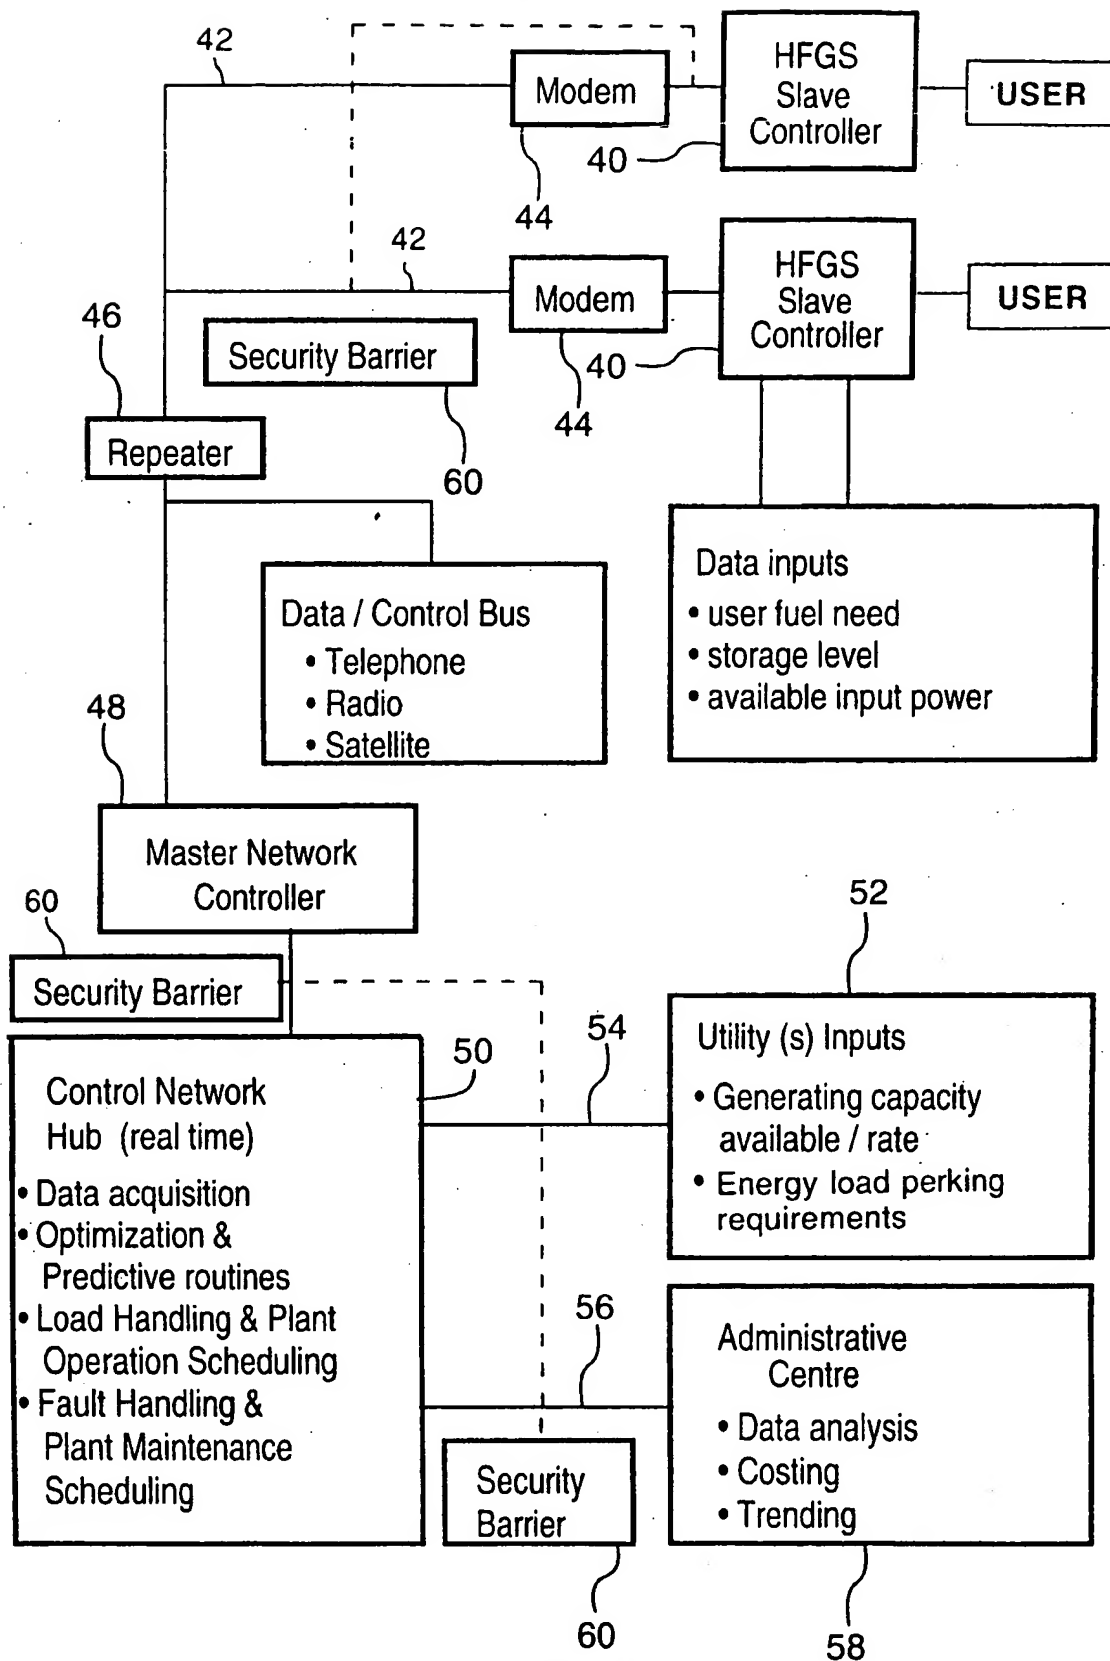 42
Modem
HFGS
Slave
Controller
USER
40
44
42
Modem
HFGS
Slave
Controller
USER
40
44
46
Security Barrier
60
Repeater
Data / Control Bus
• Telephone
• Radio
• Satellite
Data inputs
• user fuel need
• storage level
• available input power
48
Master Network
Controller
60
Security Barrier
50
Control Network
Hub (real time)
• Data acquisition
• Optimization &
Predictive routines
• Load Handling & Plant
Operation Scheduling
• Fault Handling &
Plant Maintenance
Scheduling
54
52
Utility (s) Inputs
• Generating capacity
available / rate
• Energy load perking
requirements
56
Administrative
Centre
• Data analysis
• Costing
• Trending
Security
Barrier
60
58